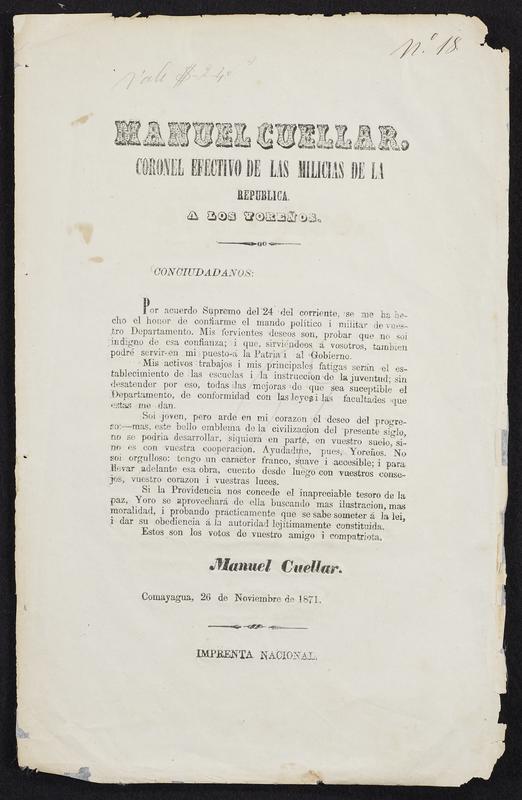 Nº 18
Vale $ 2 4º
MANUEL CUELLAR,
CORONEL EFECTIVO DE LAS MILICIAS DE LA
REPUBLICA.
A LOS YOREÑOS.
CONCIUDADANOS:
Por acuerdo Supremo del 24 del corriente, se me ha he-
cho el honor de confiarme el mando político i militar de vues-
tro Departamento. Mis fervientes deseos son, probar que no soi
indigno de esa confianza; i que, sirviéndoos á vosotros, tambien
podré servir en mi puesto a la Patria i al Gobierno.
Mis activos trabajos i mis principales fatigas serán el es-
tablecimiento de las escuelas i la instruccion de la juventud; sin
desatender por eso, todas las mejoras de que sea suceptible el
Departamento, de conformidad con las leyes i las facultades que
estas me dan.
Soi joven, pero arde en mi corazon el deseo del progre-
so:—mas, este bello emblema de la civilizacion del presente siglo,
no se podria desarrollar, siquiera en parte, en vuestro suelo, si-
no es con vuestra cooperacion. Ayudadme, pues, Yoreños. No
soi orgulloso: tengo un carácter franco, suave i accesible; i para
llevar adelante esa obra, cuento desde luego con vuestros conse-
jos, vuestro corazon i vuestras luces.
Si la Providencia nos concede el inapreciable tesoro de la
paz, Yoro se aprovechará de ella buscando mas ilustracion, mas
moralidad, i probando prácticamente que se sabe someter á la lei,
i dar su obediencia á la autoridad lejitimamente constituida.
Estos son los votos de vuestro amigo i compatriota,
Manuel Cuellar.
Comayagua, 26 de Noviembre de 1871.
IMPRENTA NACIONAL.